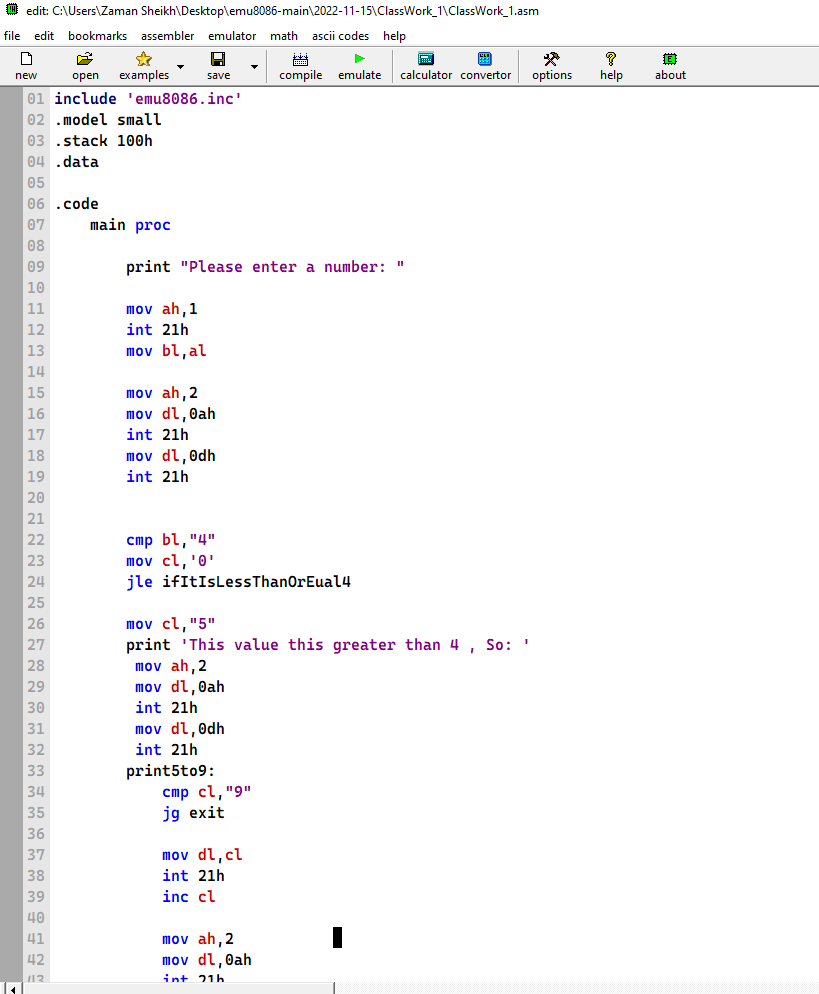 edit: C:\Users\Zaman Sheikh\Desktop\emu8086-main\2022-11-15\ClassWork_1\ClassWork_1.asm
file edit bookmarks assembler emulator math ascii codes help
new open examples save compile emulate calculator convertor options help about
01 include 'emu8086.inc'
02 .model small
03 .stack 100h
04 .data
05
06 .code
07 main proc
08
09 print "Please enter a number: "
10
11 mov ah,1
12 int 21h
13 mov bl,al
14
15 mov ah,2
16 mov dl,0ah
17 int 21h
18 mov dl,0dh
19 int 21h
20
21
22 cmp bl,"4"
23 mov cl,'0'
24 jle ifItIsLessThanOrEual4
25
26 mov cl,"5"
27 print 'This value this greater than 4 , So: '
28 mov ah,2
29 mov dl,0ah
30 int 21h
31 mov dl,0dh
32 int 21h
33 print5to9:
34 cmp cl,"9"
35 jg exit
36
37 mov dl,cl
38 int 21h
39 inc cl
40
41 mov ah,2
42 mov dl,0ah
43 int 21h